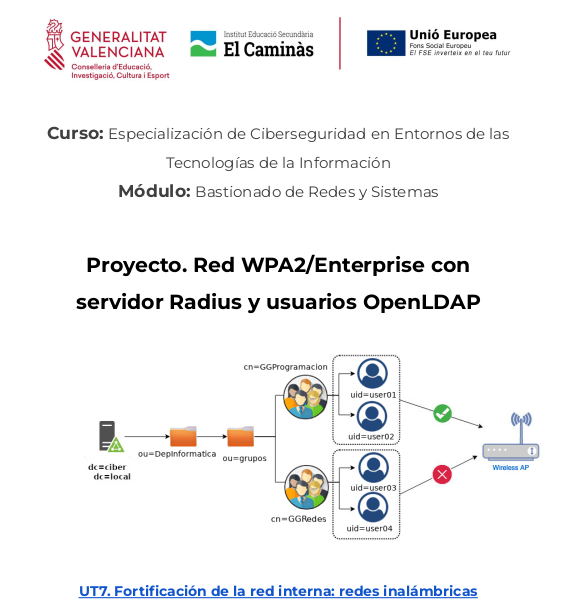 GENERALITAT
VALENCIANA
Conselleria d'Educació,
Investigació, Cultura i Esport
Institut Educació Secundària
El Caminàs
Unió Europea
Fons Social Europeu
El FSE inverteix en el teu futur
Curso: Especialización de Ciberseguridad en Entornos de las
Tecnologías de la Información
Módulo: Bastionado de Redes y Sistemas
Proyecto. Red WPA2/Enterprise con
servidor Radius y usuarios OpenLDAP
cn=GGProgramacion
uid=user01
uid=user02
dc=ciber
dc=local
ou=DepInformatica
ou=grupos
Wireless AP
uid=user03
cn=GGRedes
uid=user04
UT7. Fortificación de la red interna: redes inalámbricas